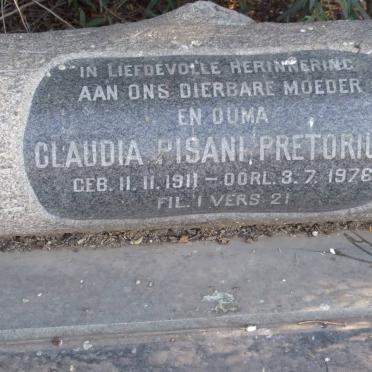 IN LIEFDEVOLLE HERINNERING
AAN ONS DIERBARE MOEDER
EN OUMA
CLAUDIA PISANI PRETORIU
GEB. 11.11.1911 - OORL. 3.7.1976
FIL. 1 VERS 21